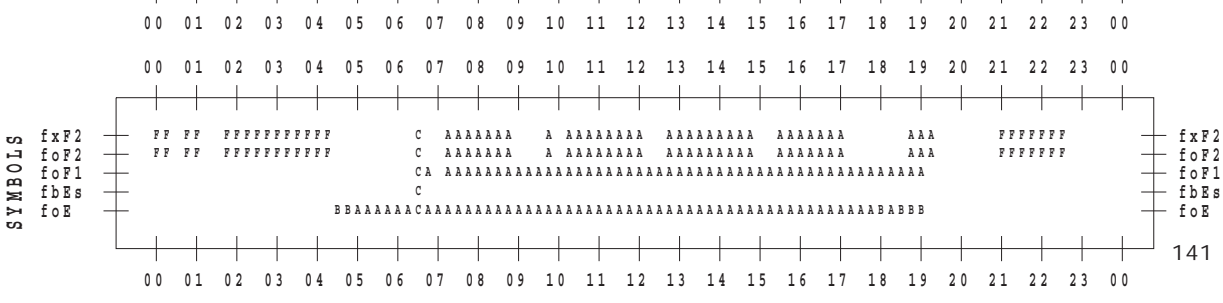 00 01 02 03 04 05 06 07 08 09 10 11 12 13 14 15 16 17 18 19 20 21 22 23 00
00 01 02 03 04 05 06 07 08 09 10 11 12 13 14 15 16 17 18 19 20 21 22 23 00
SYMBOLS
fxF2 FF FF FFFFFFFFFFF C AAAAAAA A AAAAAAAA AAAAAAAAA AAAAAAA AAA FFFFFFF fxF2
foF2 FF FF FFFFFFFFFFF C AAAAAAA A AAAAAAAA AAAAAAAAA AAAAAAA AAA FFFFFFF foF2
foF1 CA AAAAAAAAAAAAAAAAAAAAAAAAAAAAAAAAAAAAAAAAAAAAAAAA foF1
fbEs C fbEs
foE BBAAAAAACAAAAAAAAAAAAAAAAAAAAAAAAAAAAAAAAAAAAAAAAAAAAABABBB foE
141
00 01 02 03 04 05 06 07 08 09 10 11 12 13 14 15 16 17 18 19 20 21 22 23 00